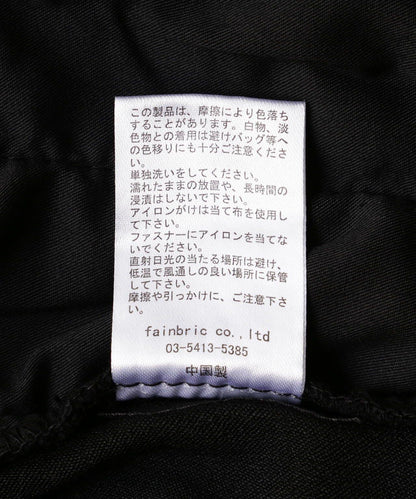 この製品は、摩擦により色落ち
することがあります。白物、淡
色物との着用は避けバッグ等へ
の色移りにも十分ご注意くださ
い。
単独洗いをしてください。
濡れたままの放置や、長時間の
浸漬はしないで下さい。
アイロンがけは当て布を使用し
て下さい。
ファスナーにアイロンを当てな
いでください。
直射日光の当たる場所は避け、
低温で風通しの良い場所に保管
して下さい。
摩擦や引っかけに、ご注意下さ
い。
fainbric co.,ltd
03-5413-5385
中国製